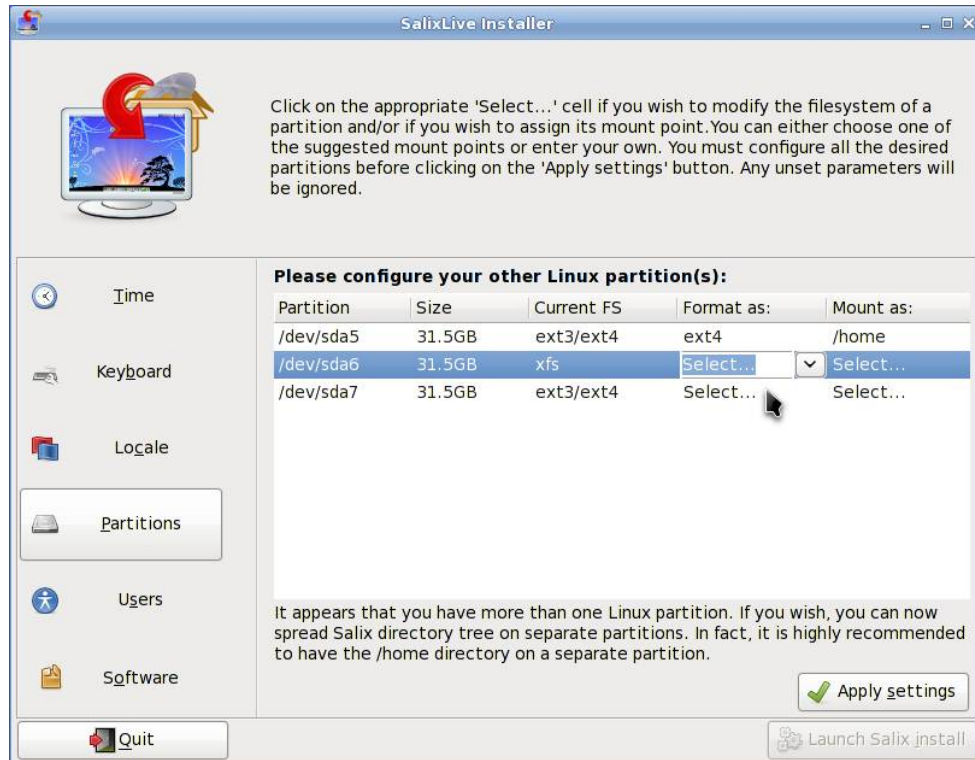 SalixLive Installer
Click on the appropriate 'Select...' cell if you wish to modify the filesystem of a
partition and/or if you wish to assign its mount point.You can either choose one of
the suggested mount points or enter your own. You must configure all the desired
partitions before clicking on the 'Apply settings' button. Any unset parameters will
be ignored.
Time
Keyboard
Locale
Partitions
Users
Software
Please configure your other Linux partition(s):
Partition Size Current FS Format as: Mount as:
/dev/sda5 31.5GB ext3/ext4 ext4 /home
/dev/sda6 31.5GB xfs Select... Select...
/dev/sda7 31.5GB ext3/ext4 Select... Select...
It appears that you have more than one Linux partition. If you wish, you can now
spread Salix directory tree on separate partitions. In fact, it is highly recommended
to have the /home directory on a separate partition.
Apply settings
Quit
Launch Salix install